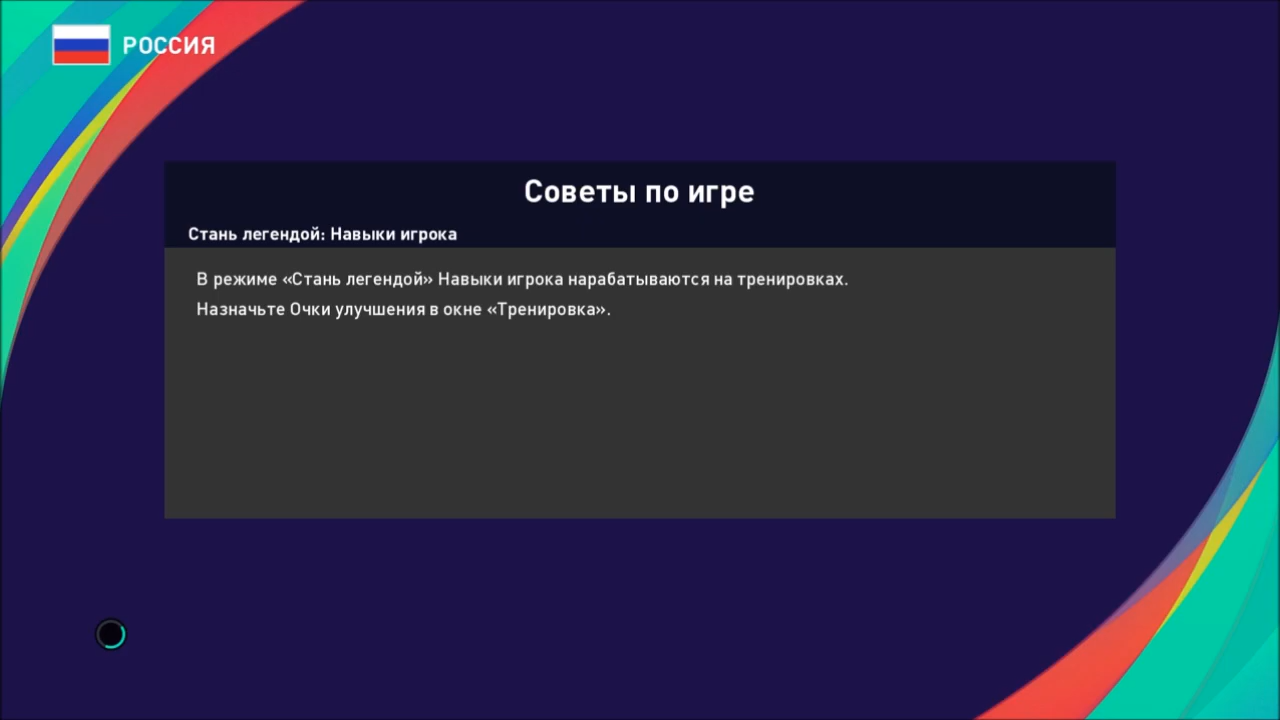 РОССИЯ
Советы по игре
Стань легендой: Навыки игрока
В режиме «Стань легендой» Навыки игрока нарабатываются на тренировках.
Назначьте Очки улучшения в окне «Тренировка».